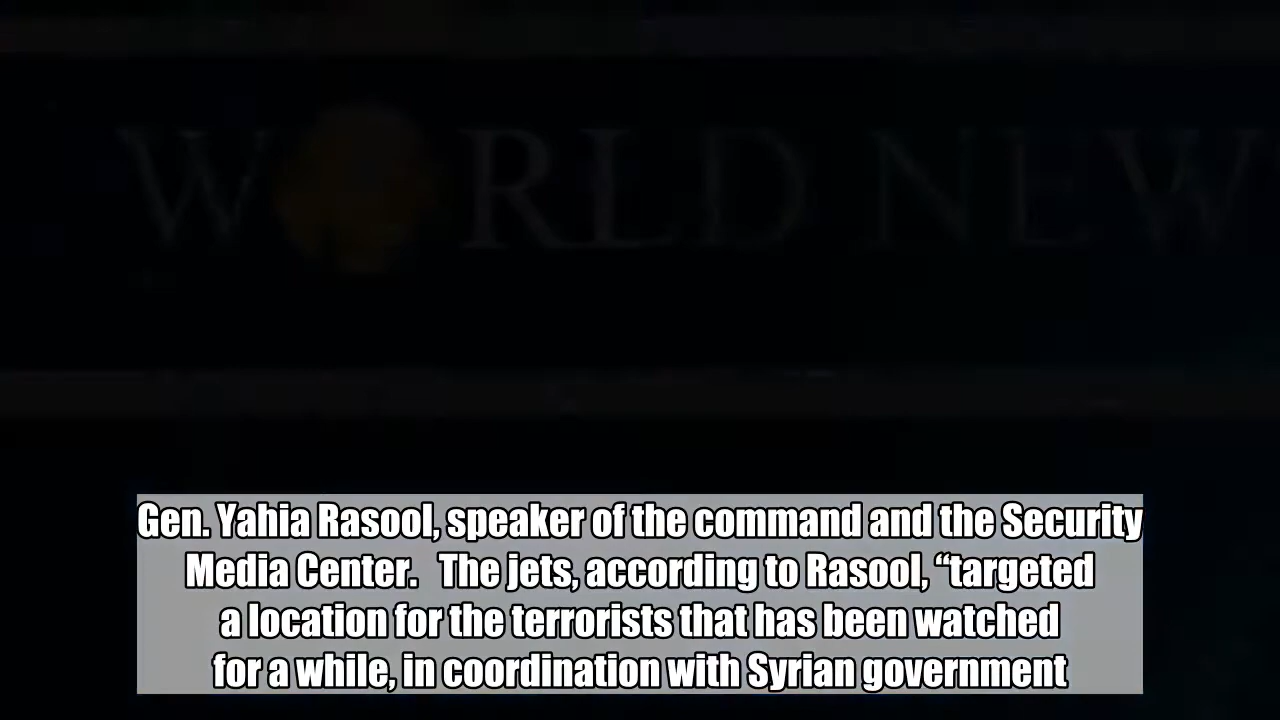 WORLD NEW
Gen. Yahia Rasool, speaker of the command and the Security
Media Center.   The jets, according to Rasool, “targeted
a location for the terrorists that has been watched
for a while, in coordination with Syrian government